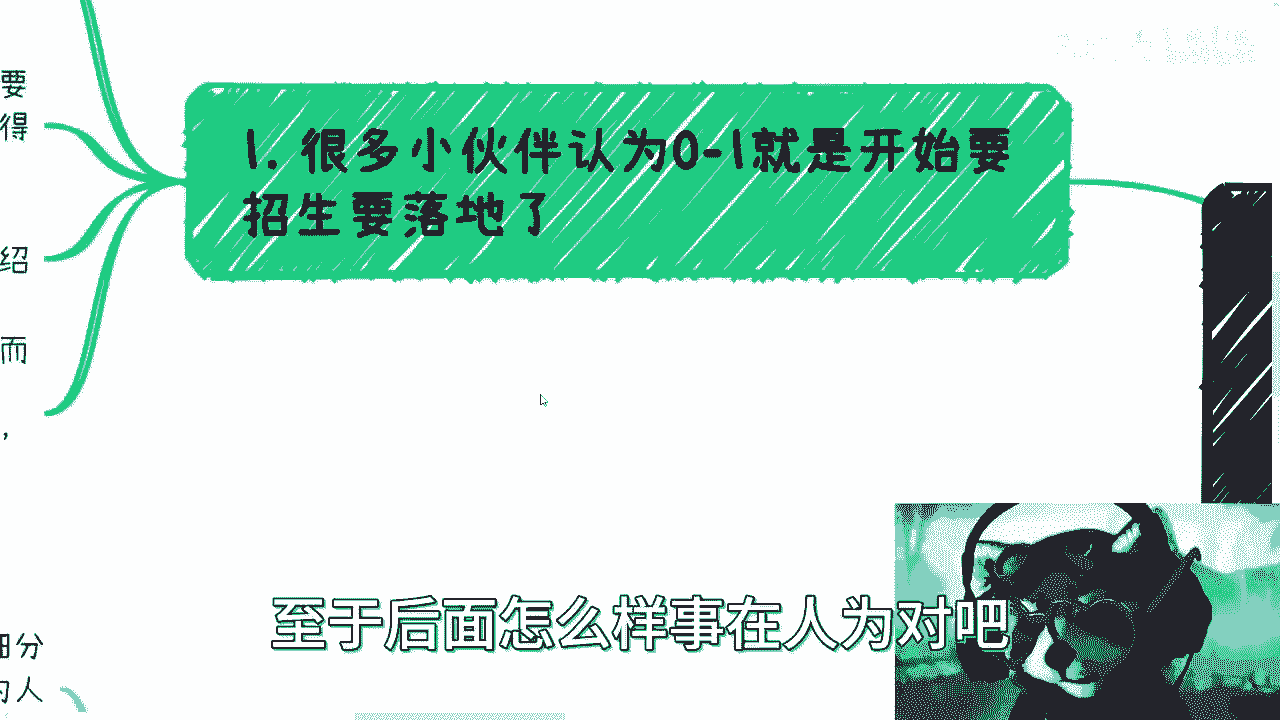 要
得
绍
而
，
细分
的人
1. 很多小伙伴认为0-1就是开始要
招生要落地了
至于后面怎么样事在人为对吧